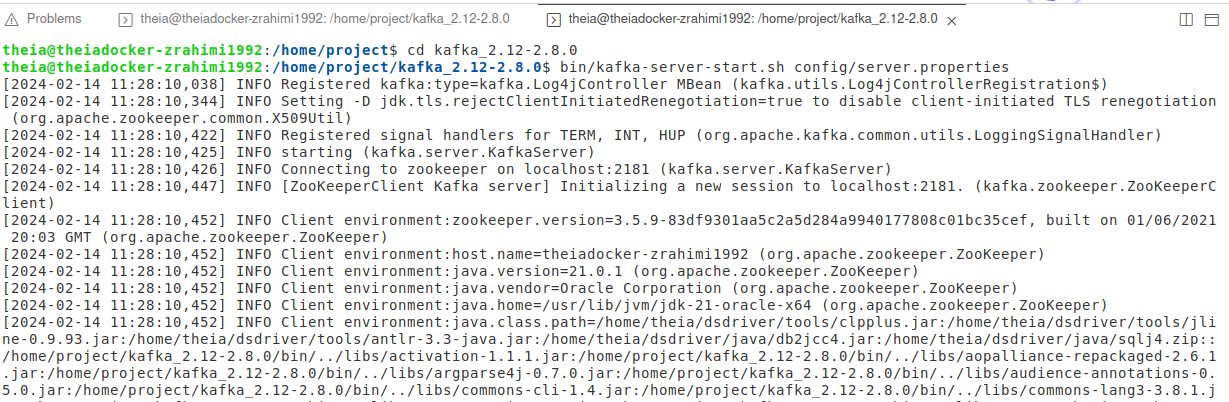 Problems theia@theiadocker-zrahimi1992: /home/project/kafka_2.12-2.8.0 theia@theiadocker-zrahimi1992: /home/project/kafka_2.12-2.8.0
theia@theiadocker-zrahimi1992:/home/project$ cd kafka_2.12-2.8.0
theia@theiadocker-zrahimi1992:/home/project/kafka_2.12-2.8.0$ bin/kafka-server-start.sh config/server.properties
[2024-02-14 11:28:10,038] INFO Registered kafka:type=kafka.Log4jController MBean (kafka.utils.Log4jControllerRegistration$)
[2024-02-14 11:28:10,344] INFO Setting -D jdk.tls.rejectClientInitiatedRenegotiation=true to disable client-initiated TLS renegotiation
(org.apache.zookeeper.common.X509Util)
[2024-02-14 11:28:10,422] INFO Registered signal handlers for TERM, INT, HUP (org.apache.kafka.common.utils.LoggingSignalHandler)
[2024-02-14 11:28:10,425] INFO starting (kafka.server.KafkaServer)
[2024-02-14 11:28:10,426] INFO Connecting to zookeeper on localhost:2181 (kafka.server.KafkaServer)
[2024-02-14 11:28:10,447] INFO [ZooKeeperClient Kafka server] Initializing a new session to localhost:2181. (kafka.zookeeper.ZooKeeperC
lient)
[2024-02-14 11:28:10,452] INFO Client environment:zookeeper.version=3.5.9-83df9301aa5c2a5d284a9940177808c01bc35cef, built on 01/06/2021
20:03 GMT (org.apache.zookeeper.ZooKeeper)
[2024-02-14 11:28:10,452] INFO Client environment:host.name=theiadocker-zrahimi1992 (org.apache.zookeeper.ZooKeeper)
[2024-02-14 11:28:10,452] INFO Client environment:java.version=21.0.1 (org.apache.zookeeper.ZooKeeper)
[2024-02-14 11:28:10,452] INFO Client environment:java.vendor=Oracle Corporation (org.apache.zookeeper.ZooKeeper)
[2024-02-14 11:28:10,452] INFO Client environment:java.home=/usr/lib/jvm/jdk-21-oracle-x64 (org.apache.zookeeper.ZooKeeper)
[2024-02-14 11:28:10,452] INFO Client environment:java.class.path=/home/theia/dsdriver/tools/clpplus.jar:/home/theia/dsdriver/tools/jli
ne-0.9.93.jar:/home/theia/dsdriver/tools/antlr-3.3-java.jar:/home/theia/dsdriver/java/db2jcc4.jar:/home/theia/dsdriver/java/sqlj4.zip::
/home/project/kafka_2.12-2.8.0/bin/../libs/activation-1.1.1.jar:/home/project/kafka_2.12-2.8.0/bin/../libs/aopalliance-repackaged-2.6.1
.jar:/home/project/kafka_2.12-2.8.0/bin/../libs/argparse4j-0.7.0.jar:/home/project/kafka_2.12-2.8.0/bin/../libs/audience-annotations-0.
5.0.jar:/home/project/kafka_2.12-2.8.0/bin/../libs/commons-cli-1.4.jar:/home/project/kafka_2.12-2.8.0/bin/../libs/commons-lang3-3.8.1.j